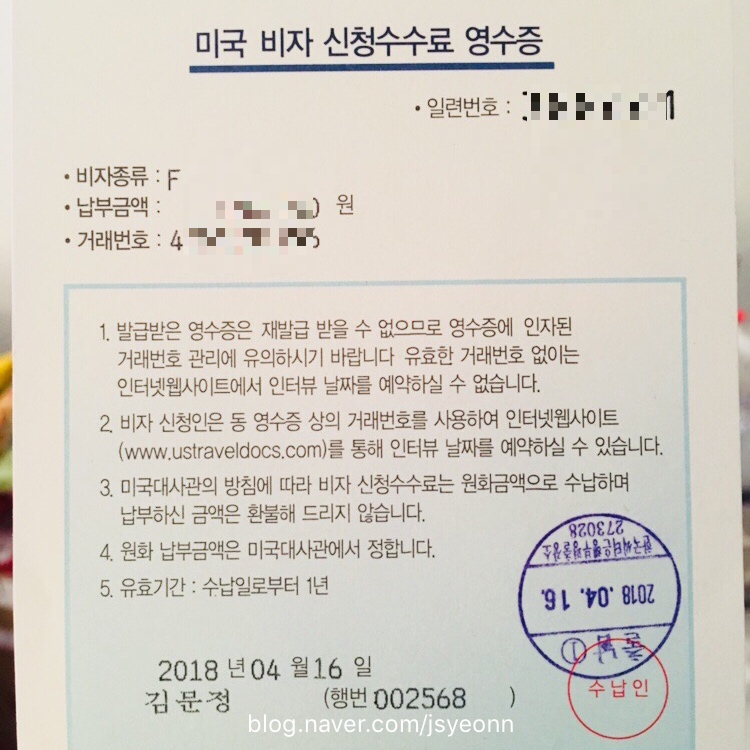 미국 비자 신청수수료 영수증
• 일련번호 : 1
• 비자종류 : F
• 납부금액 : 0 원
• 거래번호 : 4
1. 발급받은 영수증은 재발급 받을 수 없으므로 영수증에 인자된
거래번호 관리에 유의하시기 바랍니다 유효한 거래번호 없이는
인터넷웹사이트에서 인터뷰 날짜를 예약하실 수 없습니다.
2. 비자 신청인은 동 영수증 상의 거래번호를 사용하여 인터넷웹사이트
(www.ustraveldocs.com)를 통해 인터뷰 날짜를 예약하실 수 있습니다.
3. 미국대사관의 방침에 따라 비자 신청수수료는 원화금액으로 수납하며
납부하신 금액은 환불해 드리지 않습니다.
4. 원화 납부금액은 미국대사관에서 정합니다.
5. 유효기간 : 수납일로부터 1년
273028
2018. 04. 16.
출납 ①
수납인
2018 년 04 월 16 일
김문정 (행번 002568 )
blog.naver.com/jsyeonn